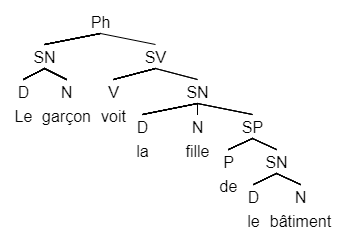 Ph
SN SV
D N V SN
Le garçon voit D N SP
la fille P SN
de D N
le bâtiment